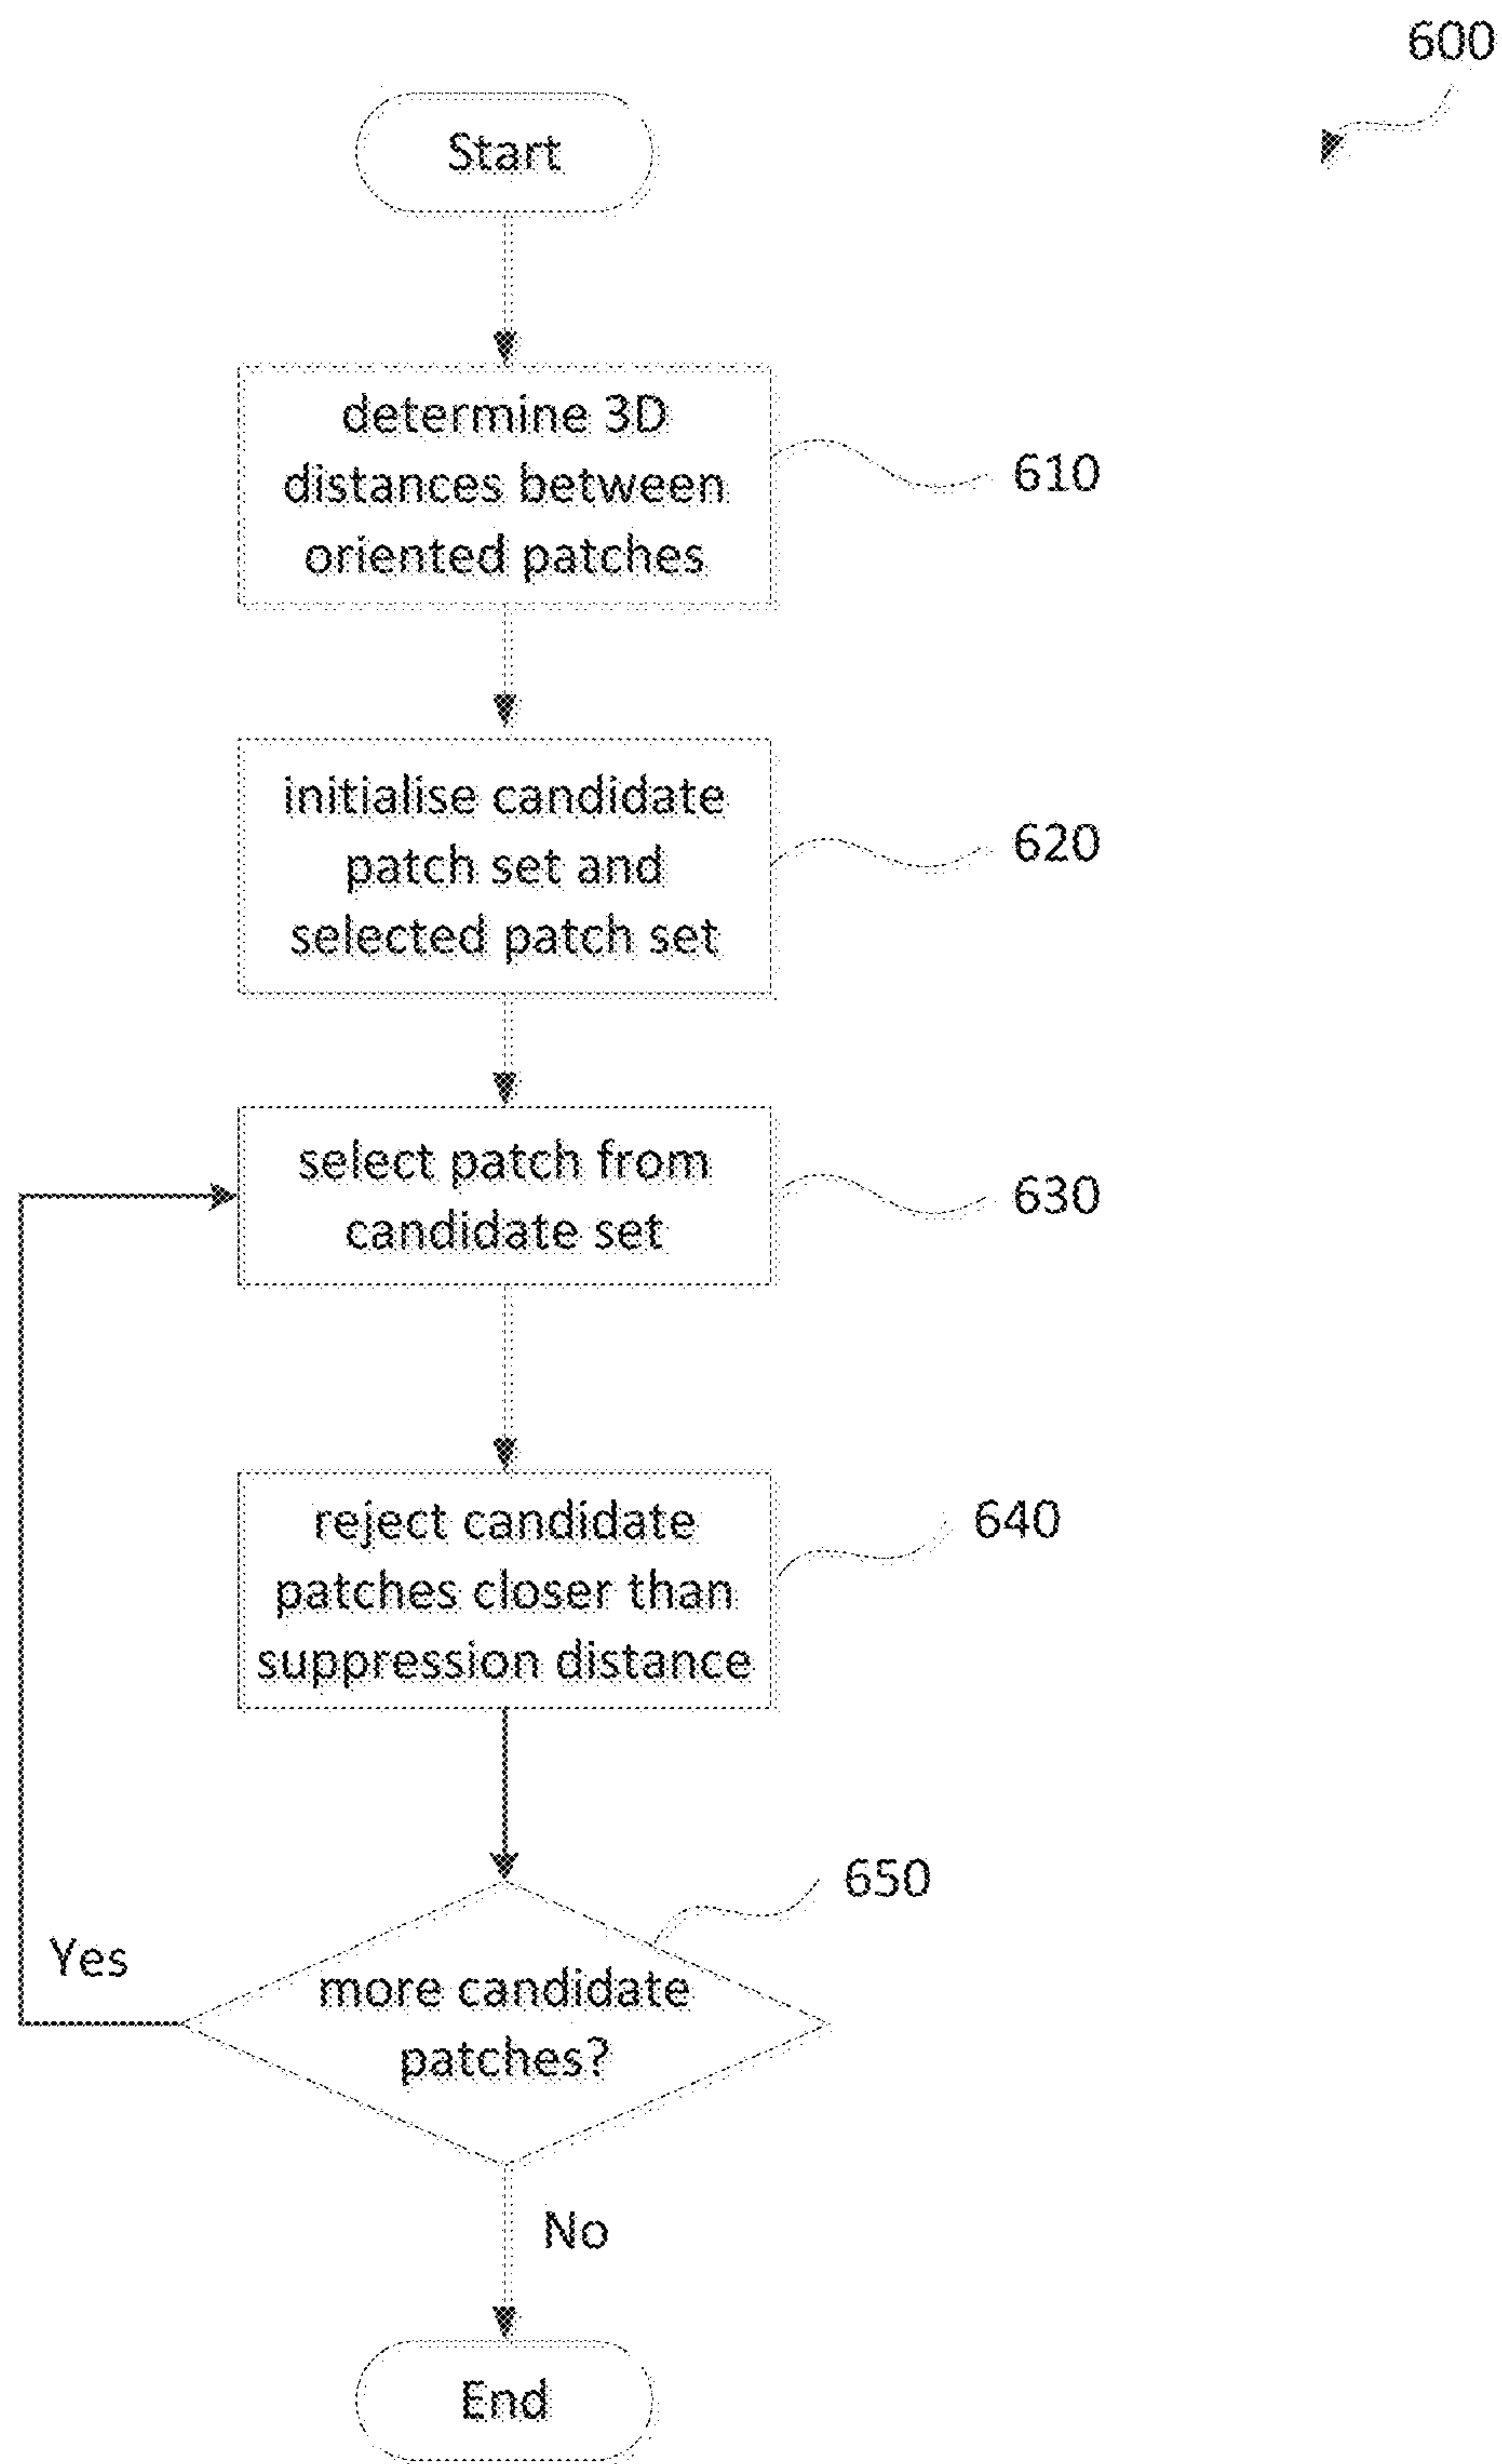 600
Start
determine 3D
distances between
oriented patches
610
initialise candidate
patch set and
selected patch set
620
select patch from
candidate set
630
reject candidate
patches closer than
suppression distance
640
650
Yes
more candidate
patches?
No
End